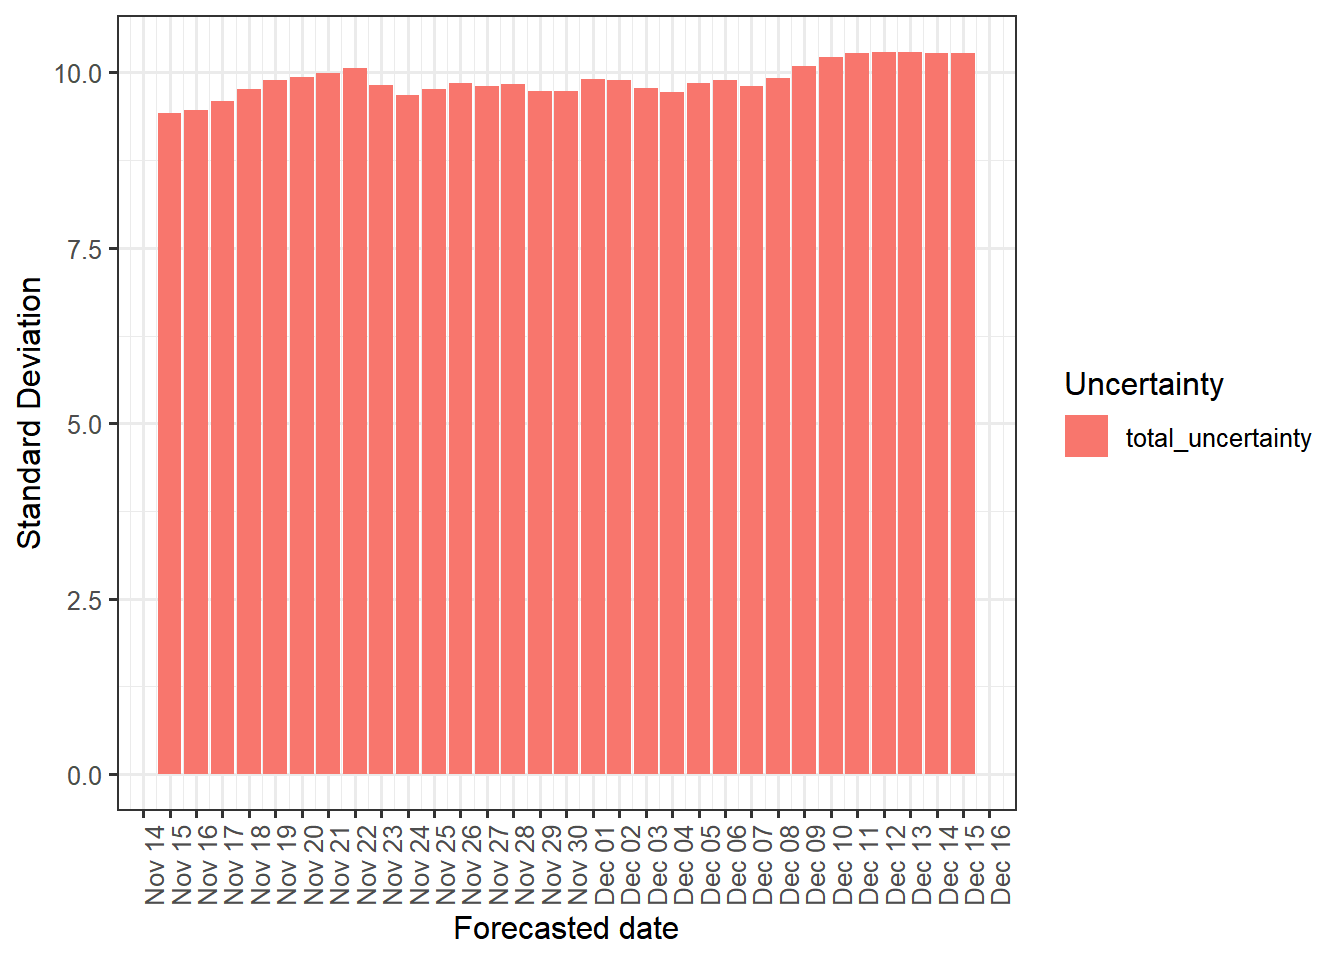 10.0
7.5
5.0
2.5
0.0
Standard Deviation
Nov 14
Nov 15
Nov 16
Nov 17
Nov 18
Nov 19
Nov 20
Nov 21
Nov 22
Nov 23
Nov 24
Nov 25
Nov 26
Nov 27
Nov 28
Nov 29
Nov 30
Dec 01
Dec 02
Dec 03
Dec 04
Dec 05
Dec 06
Dec 07
Dec 08
Dec 09
Dec 10
Dec 11
Dec 12
Dec 13
Dec 14
Dec 15
Dec 16
Forecasted date
Uncertainty
total_uncertainty